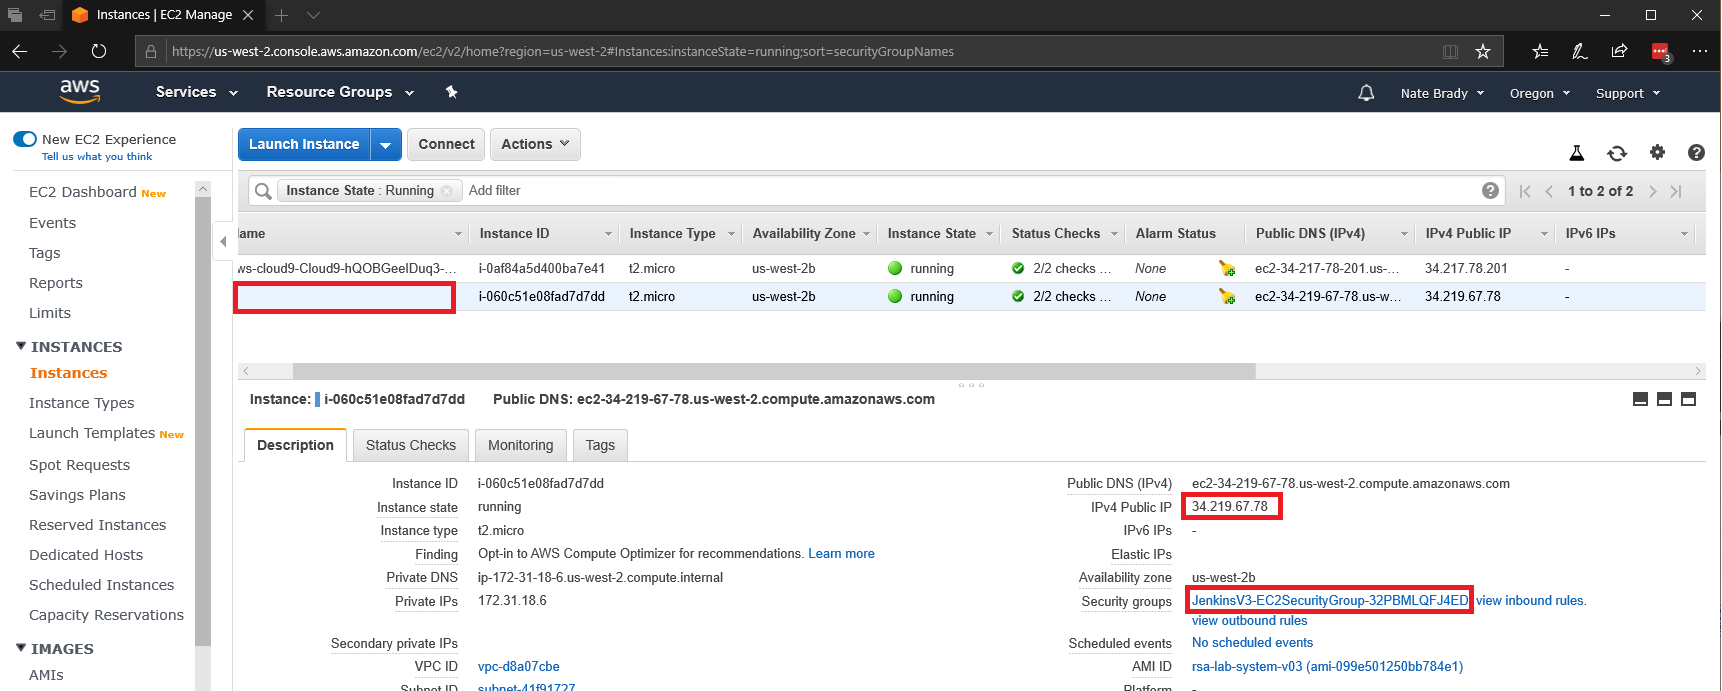 Instances | EC2 Manage
https://us-west-2.console.aws.amazon.com/ec2/v2/home?region=us-west-2#Instances:instanceState=running;sort=securityGroupNames
3
aws Services Resource Groups Nate Brady Oregon Support
New EC2 Experience
Tell us what you think
EC2 Dashboard New
Events
Tags
Reports
Limits
INSTANCES
Instances
Instance Types
Launch Templates New
Spot Requests
Savings Plans
Reserved Instances
Dedicated Hosts
Scheduled Instances
Capacity Reservations
IMAGES
AMIs
Launch Instance Connect Actions
Instance State : Running Add filter 1 to 2 of 2
ame Instance ID Instance Type Availability Zone Instance State Status Checks Alarm Status Public DNS (IPv4) IPv4 Public IP IPv6 IPs
ws-cloud9-Cloud9-hQOBGeelDuq3-... i-0af84a5d400ba7e41 t2.micro us-west-2b running 2/2 checks ... None ec2-34-217-78-201.us-... 34.217.78.201 -
i-060c51e08fad7d7dd t2.micro us-west-2b running 2/2 checks ... None ec2-34-219-67-78.us-w... 34.219.67.78 -
Instance: i-060c51e08fad7d7dd Public DNS: ec2-34-219-67-78.us-west-2.compute.amazonaws.com
Description Status Checks Monitoring Tags
Instance ID i-060c51e08fad7d7dd
Instance state running
Instance type t2.micro
Finding Opt-in to AWS Compute Optimizer for recommendations. Learn more
Private DNS ip-172-31-18-6.us-west-2.compute.internal
Private IPs 172.31.18.6
Secondary private IPs
VPC ID vpc-d8a07cbe
Subnet ID subnet-41f91727
Public DNS (IPv4) ec2-34-219-67-78.us-west-2.compute.amazonaws.com
IPv4 Public IP 34.219.67.78
IPv6 IPs -
Elastic IPs
Availability zone us-west-2b
Security groups JenkinsV3-EC2SecurityGroup-32PBMLQFJ4ED view inbound rules.
view outbound rules
Scheduled events No scheduled events
AMI ID rsa-lab-system-v03 (ami-099e501250bb784e1)
Platform -